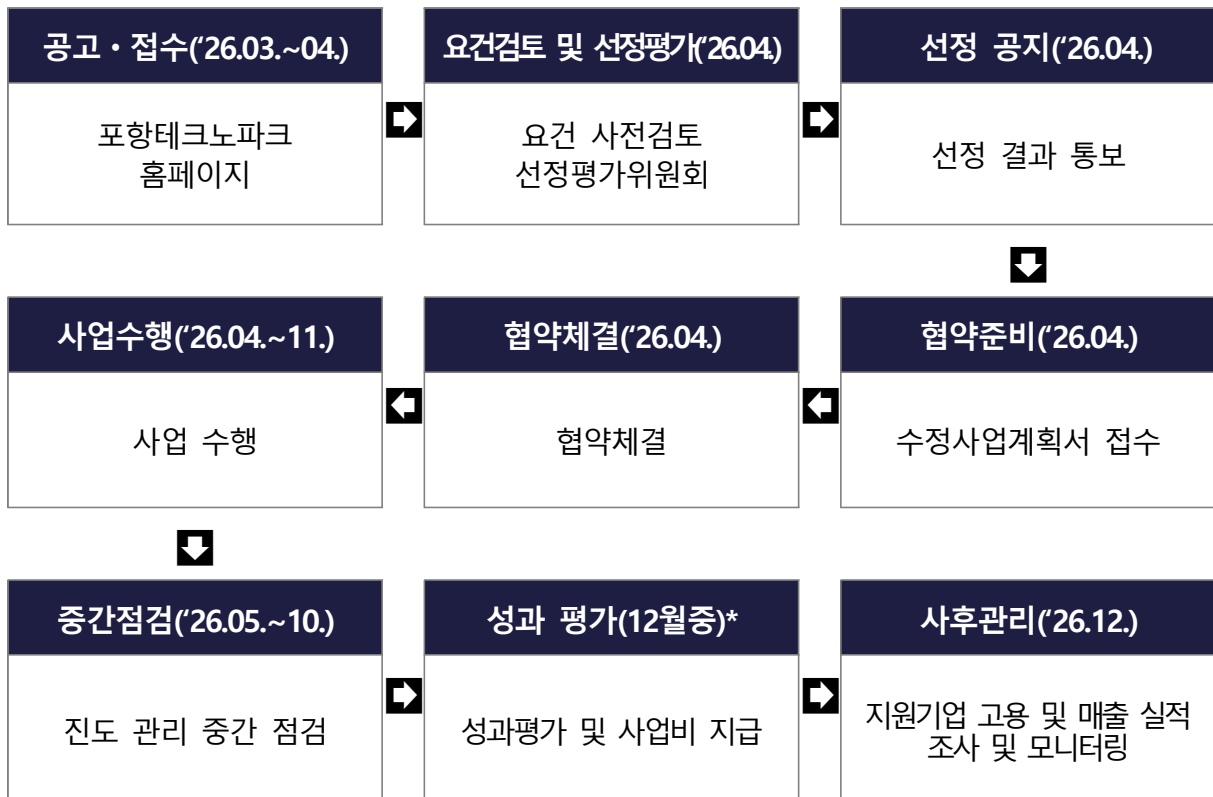 공고・접수(‘26.03.~04.)
포항테크노파크
홈페이지
요건검토 및 선정평가(‘26.04.)
요건 사전검토
선정평가위원회
선정 공지(‘26.04.)
선정 결과 통보
협약준비(‘26.04.)
수정사업계획서 접수
협약체결(‘26.04.)
협약체결
사업수행(‘26.04.~11.)
사업 수행
중간점검(‘26.05.~10.)
진도 관리 중간 점검
성과 평가(12월중)*
성과평가 및 사업비 지급
사후관리(‘26.12.)
지원기업 고용 및 매출 실적
조사 및 모니터링